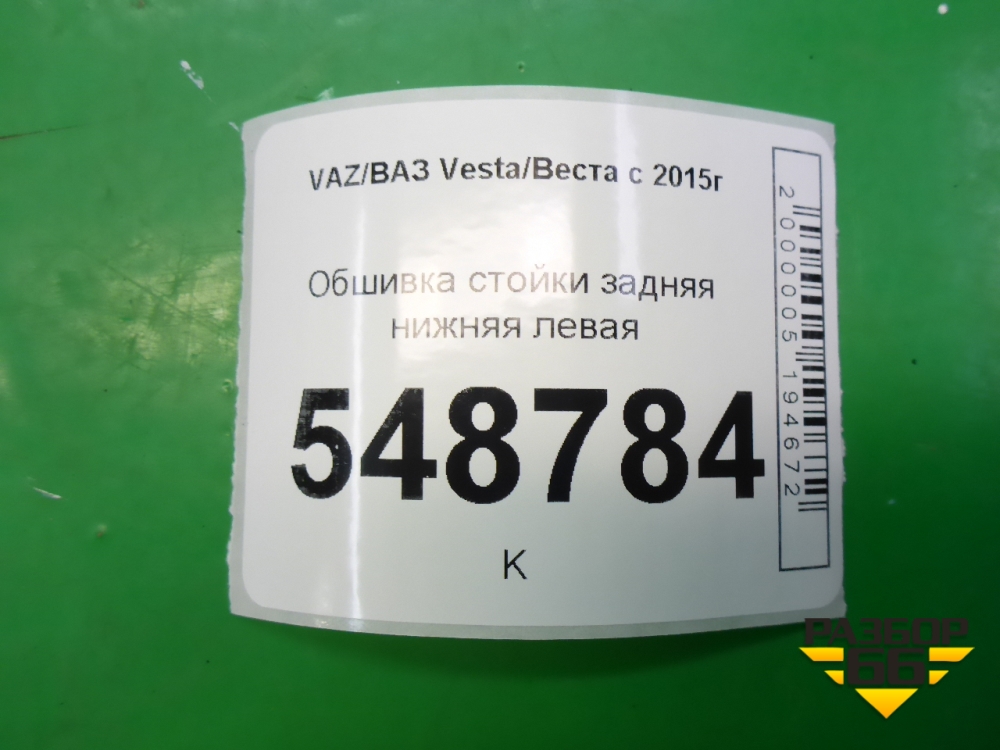 VAZ/ВАЗ Vesta/Веста с 2015г
Обшивка стойки задняя
нижняя левая
548784
К
2000005194672
РАЗБОР
66